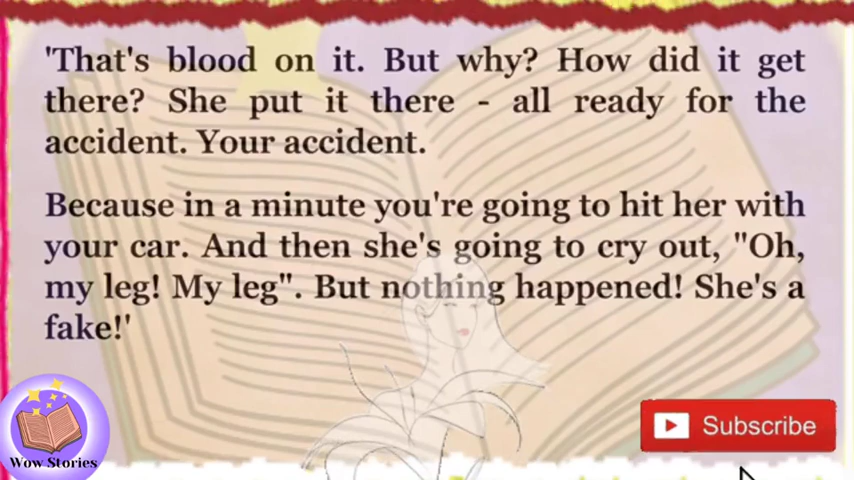 'That's blood on it. But why? How did it get
there? She put it there - all ready for the
accident. Your accident.
Because in a minute you're going to hit her with
your car. And then she's going to cry out, "Oh,
my leg! My leg". But nothing happened! She's a
fake!'
Subscribe
Wow Stories